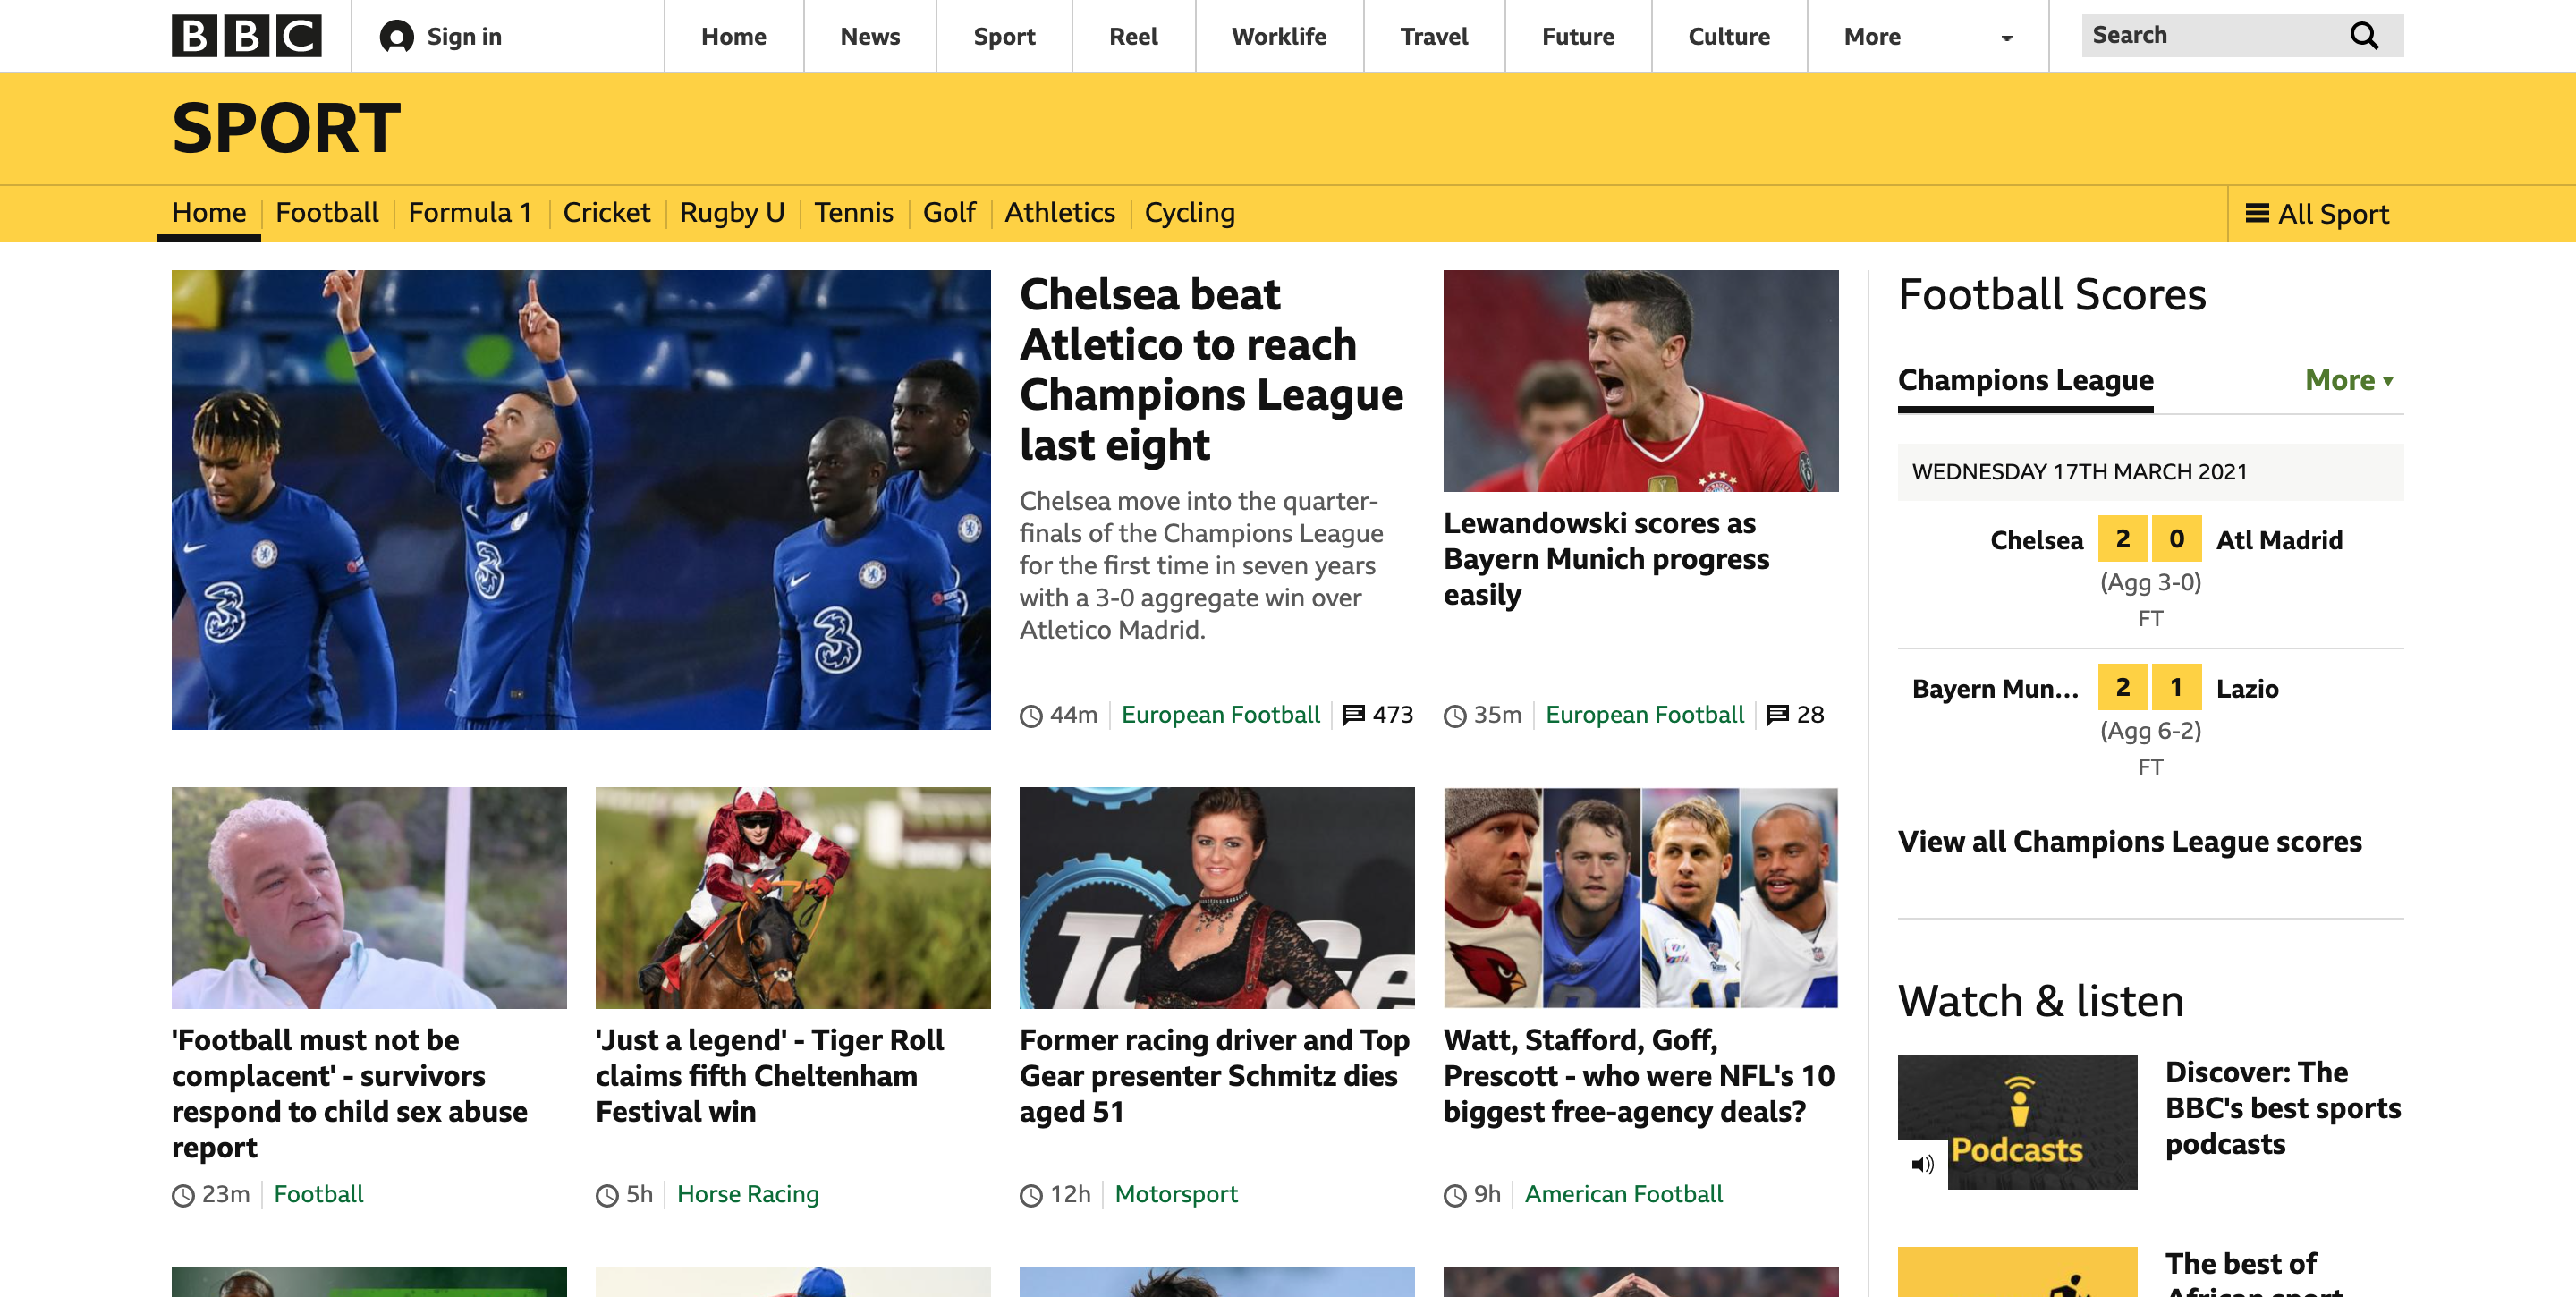 BBC
Sign in
Home
News
Sport
Reel
Worklife
Travel
Future
Culture
More
Search
SPORT
Home
Football
Formula 1
Cricket
Rugby U
Tennis
Golf
Athletics
Cycling
All Sport
Chelsea beat
Atletico to reach
Champions League
last eight
Chelsea move into the quarter-
finals of the Champions League
for the first time in seven years
with a 3-0 aggregate win over
Atletico Madrid.
44m European Football 473
Lewandowski scores as
Bayern Munich progress
easily
35m European Football 28
'Football must not be
complacent' - survivors
respond to child sex abuse
report
23m Football
'Just a legend' - Tiger Roll
claims fifth Cheltenham
Festival win
5h Horse Racing
Former racing driver and Top
Gear presenter Schmitz dies
aged 51
12h Motorsport
Watt, Stafford, Goff,
Prescott - who were NFL's 10
biggest free-agency deals?
9h American Football
Football Scores
Champions League More
WEDNESDAY 17TH MARCH 2021
Chelsea 2 0 Atl Madrid
(Agg 3-0)
FT
Bayern Mun... 2 1 Lazio
(Agg 6-2)
FT
View all Champions League scores
Watch & listen
Podcasts
Discover: The
BBC's best sports
podcasts
The best of
African sport